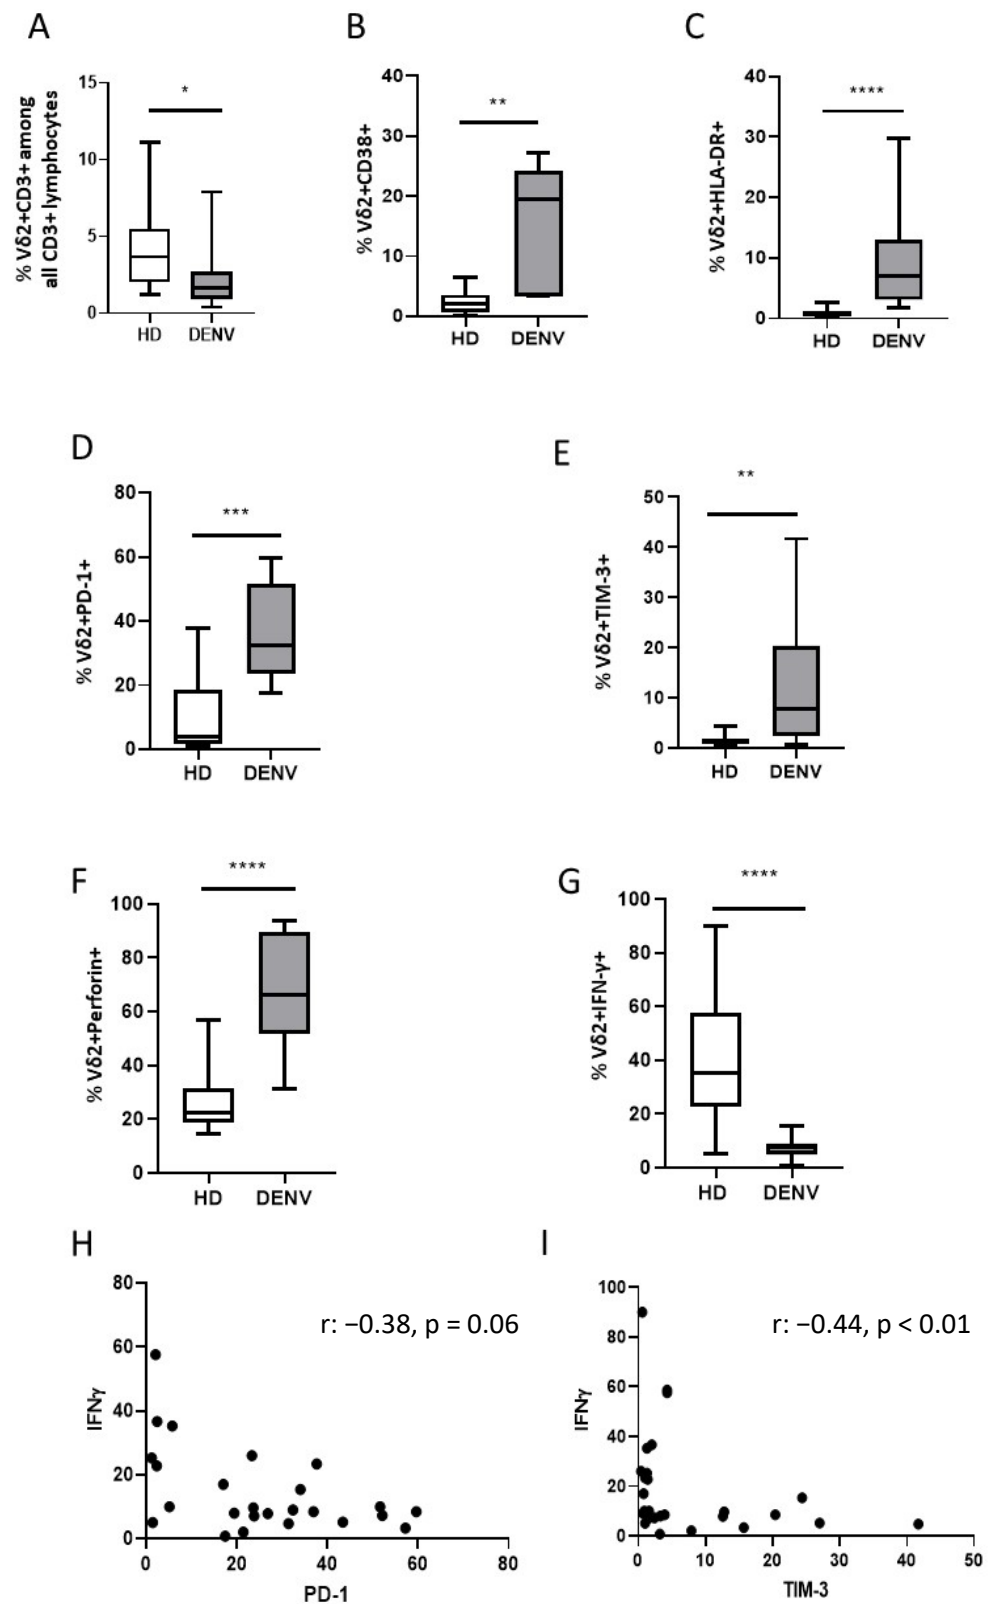 A
% Vδ2+CD3+ among
all CD3+ lymphocytes
15
10
5
0
*
HD
DENV
B
% Vδ2+CD38+
40
30
20
10
0
**
HD
DENV
C
% Vδ2+HLA-DR+
40
30
20
10
0
****
HD
DENV
D
% Vδ2+PD-1+
80
60
40
20
0
***
HD
DENV
E
% Vδ2+TIM-3+
50
40
30
20
10
0
**
HD
DENV
F
% Vδ2+Perforin+
100
80
60
40
20
0
****
HD
DENV
G
% Vδ2+IFN-γ+
100
80
60
40
20
0
****
HD
DENV
H
IFNγ
80
60
40
20
0
r: −0.38, p = 0.06
0
20
40
60
80
PD-1
I
IFNγ
100
80
60
40
20
0
r: −0.44, p < 0.01
0
10
20
30
40
50
TIM-3